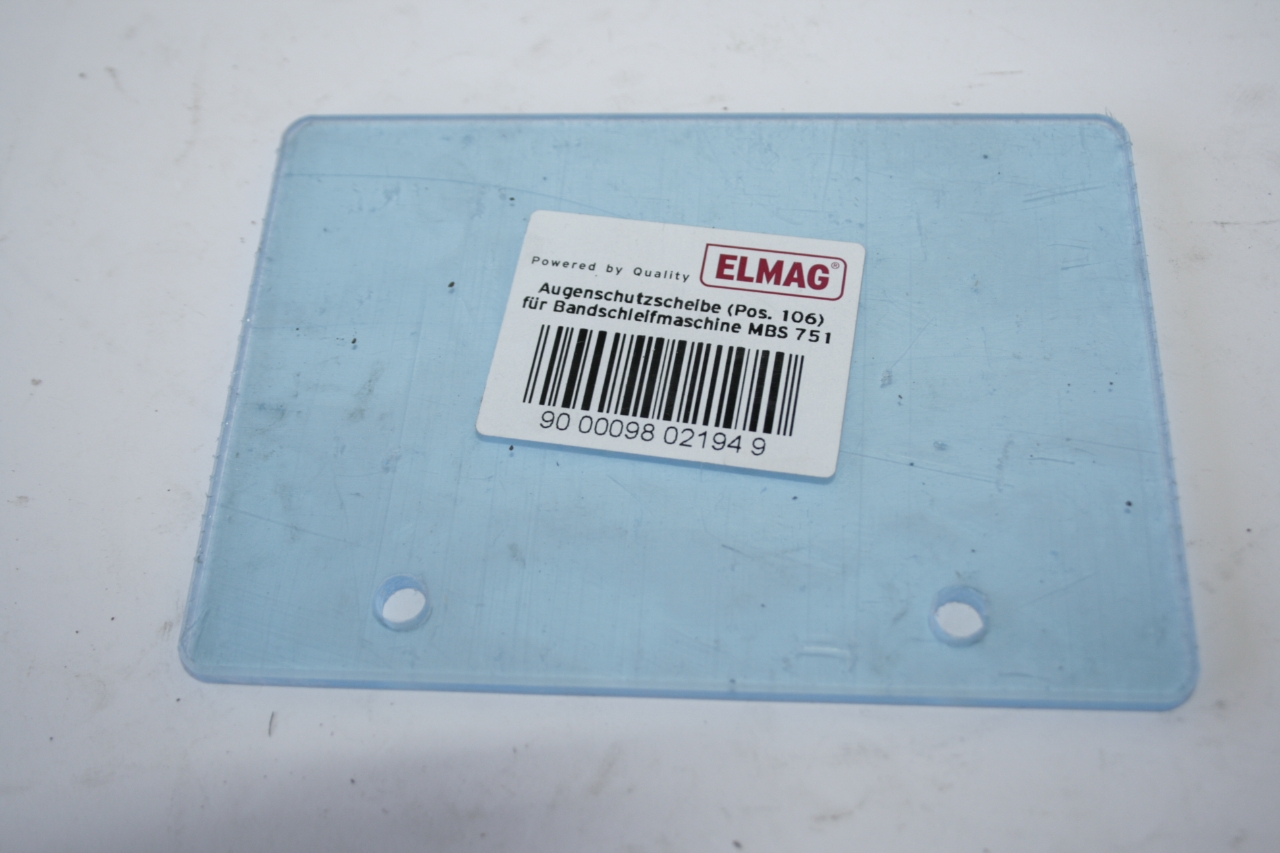 Powered by Quality ELMAG®
Augenschutzscheibe (Pos. 106)
für Bandschleifmaschine MBS 751
90 00098 02194 9